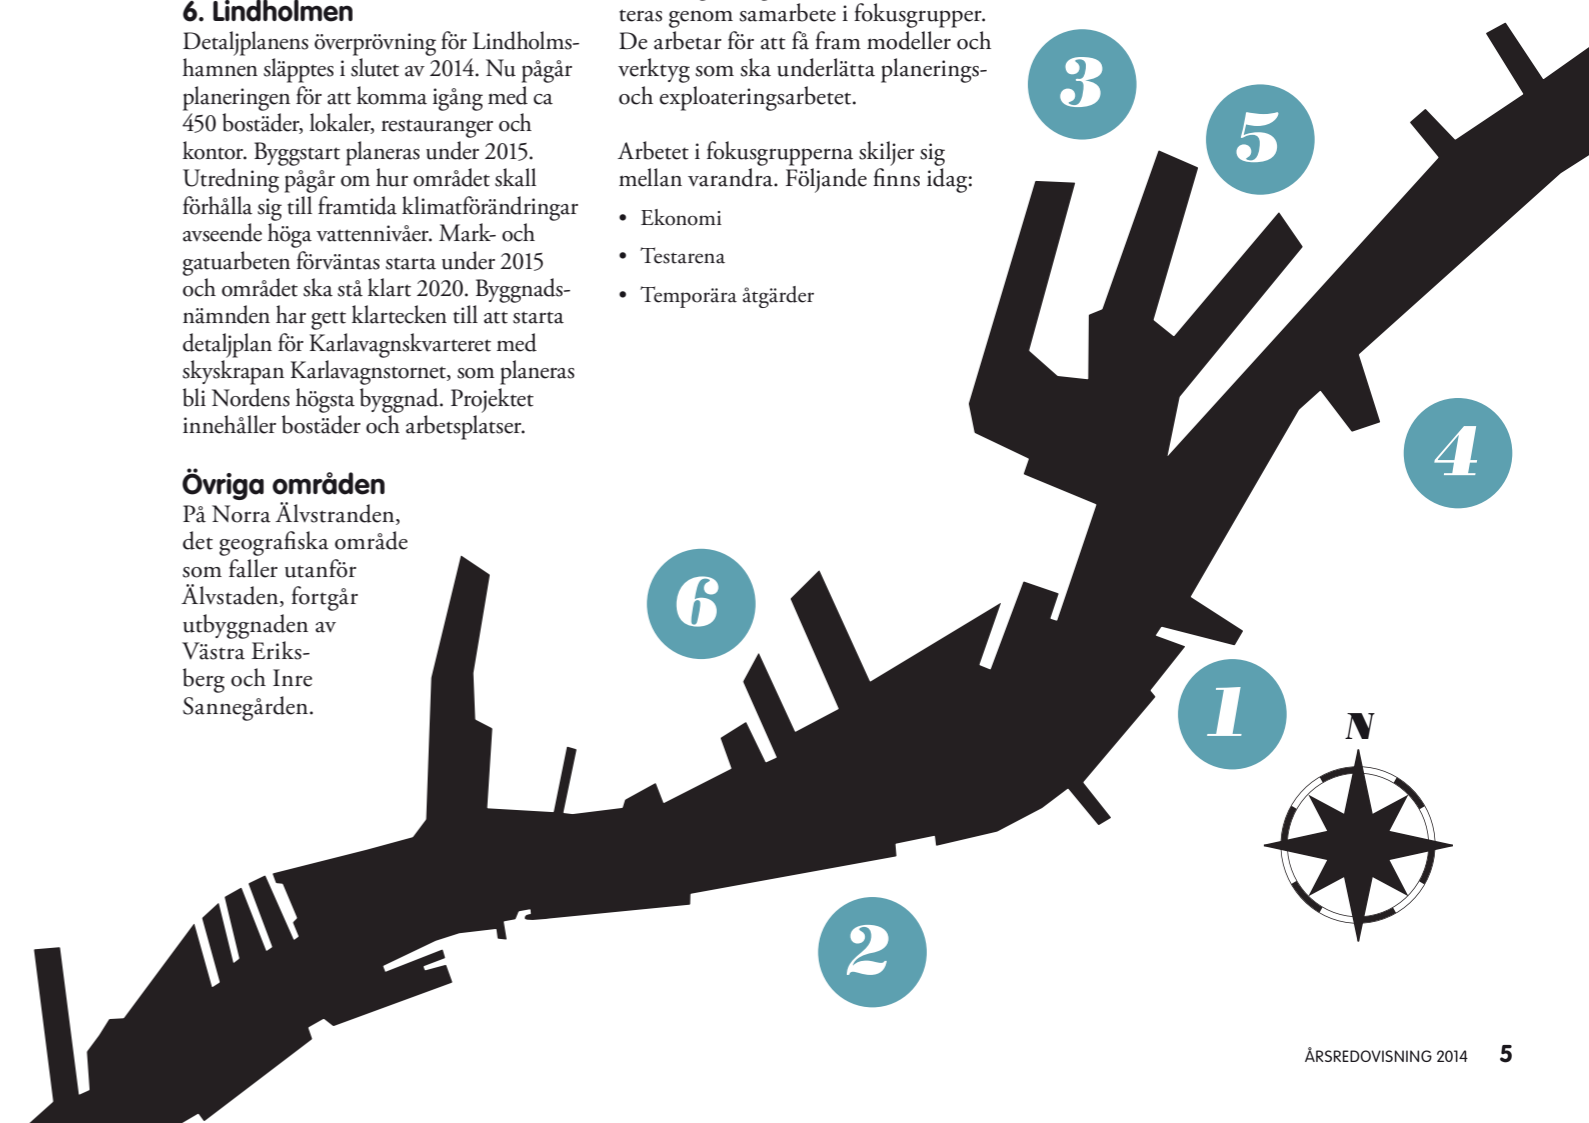 6. Lindholmen
Detaljplanens överprövning för Lindholms-
hamnen släpptes i slutet av 2014. Nu pågår
planeringen för att komma igång med ca
450 bostäder, lokaler, restauranger och
kontor. Byggstart planeras under 2015.
Utredning pågår om hur området skall
förhålla sig till framtida klimatförändringar
avseende höga vattennivåer. Mark- och
gatuarbeten förväntas starta under 2015
och området ska stå klart 2020. Byggnads-
nämnden har gett klartecken till att starta
detaljplan för Karlavagnskvarteret med
skyskrapan Karlavagnstornet, som planeras
bli Nordens högsta byggnad. Projektet
innehåller bostäder och arbetsplatser.
Övriga områden
På Norra Älvstranden,
det geografiska område
som faller utanför
Älvstaden, fortgår
utbyggnaden av
Västra Eriks-
berg och Inre
Sannegården.
teras genom samarbete i fokusgrupper.
De arbetar för att få fram modeller och
verktyg som ska underlätta planerings-
och exploateringsarbetet.
Arbetet i fokusgrupperna skiljer sig
mellan varandra. Följande finns idag:
• Ekonomi
• Testarena
• Temporära åtgärder
3
5
4
6
1
N
2
ÅRSREDOVISNING 2014 5